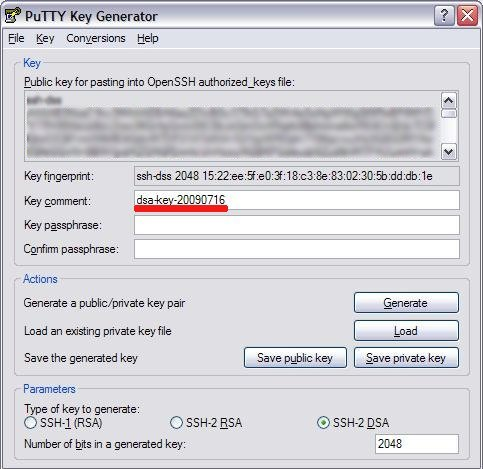 PuTTY Key Generator
File Key Conversions Help
Key
Public key for pasting into OpenSSH authorized_keys file:
ssh-dss
Key fingerprint: ssh-dss 2048 15:22:ee:5f:e0:3f:18:c3:8e:83:02:30:5b:dd:db:1e
Key comment: dsa-key-20090716
Key passphrase:
Confirm passphrase:
Actions
Generate a public/private key pair Generate
Load an existing private key file Load
Save the generated key Save public key Save private key
Parameters
Type of key to generate:
SSH-1 (RSA) SSH-2 RSA SSH-2 DSA
Number of bits in a generated key: 2048